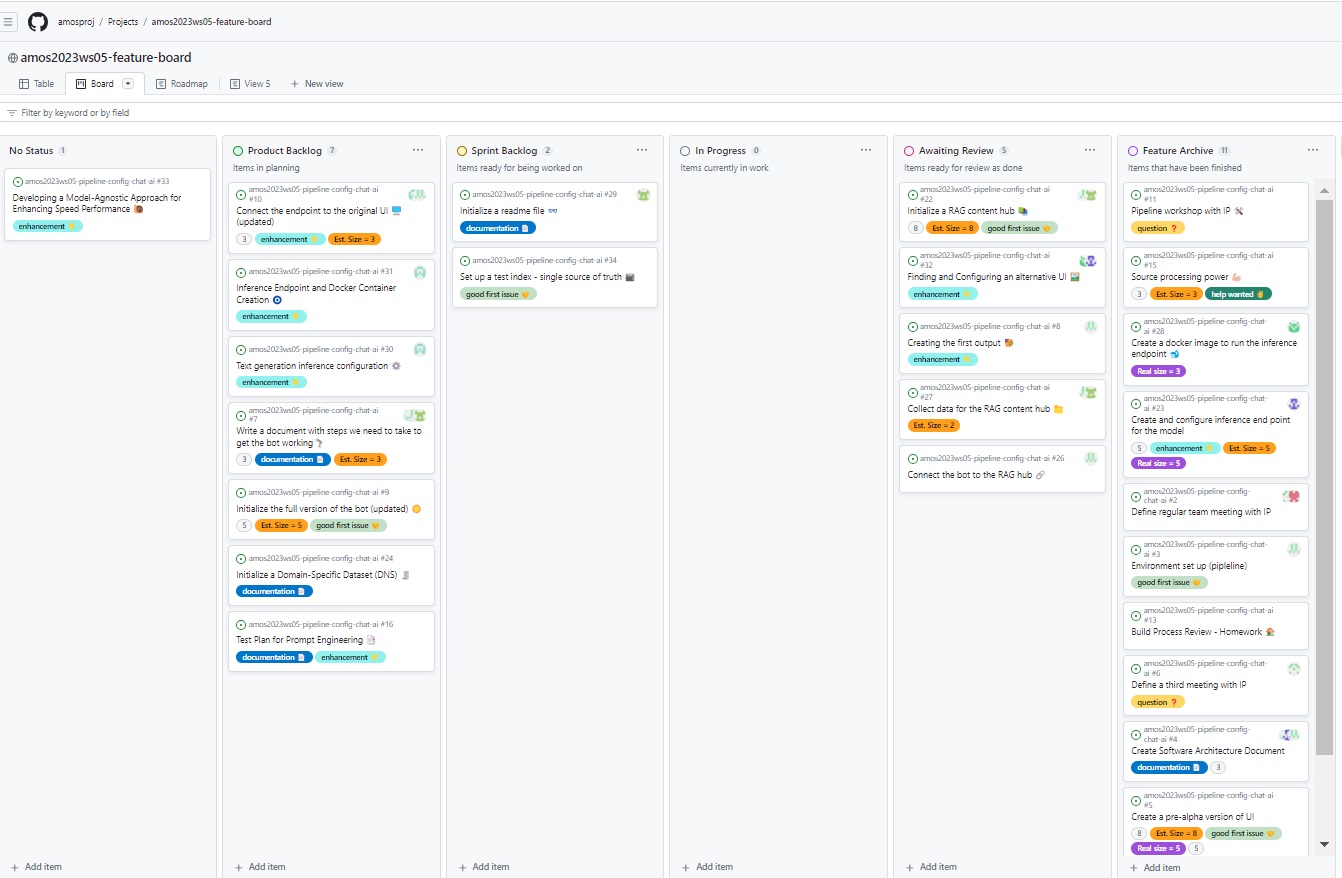 amosproj / Projects / amos2023ws05-feature-board
amos2023ws05-feature-board
Table
Board
Roadmap
View 5
+ New view
Filter by keyword or by field
No Status 1
amos2023ws05-pipeline-config-chat-ai #33
Developing a Model-Agnostic Approach for
Enhancing Speed Performance
enhancement
+ Add item
Product Backlog 7
Items in planning
amos2023ws05-pipeline-config-chat-ai
#10
Connect the endpoint to the original UI
(updated)
3 enhancement Est. Size = 3
amos2023ws05-pipeline-config-chat-ai #31
Inference Endpoint and Docker Container
Creation
enhancement
amos2023ws05-pipeline-config-chat-ai #30
Text generation inference configuration
enhancement
amos2023ws05-pipeline-config-chat-ai
#7
Write a document with steps we need to take to
get the bot working
3 documentation Est. Size = 3
amos2023ws05-pipeline-config-chat-ai #9
Initialize the full version of the bot (updated)
5 Est. Size = 5 good first issue
amos2023ws05-pipeline-config-chat-ai #24
Initialize a Domain-Specific Dataset (DNS)
documentation
amos2023ws05-pipeline-config-chat-ai #16
Test Plan for Prompt Engineering
documentation enhancement
+ Add item
Sprint Backlog 2
Items ready for being worked on
amos2023ws05-pipeline-config-chat-ai #29
Initialize a readme file
documentation
amos2023ws05-pipeline-config-chat-ai #34
Set up a test index - single source of truth
good first issue
+ Add item
In Progress 0
Items currently in work
+ Add item
Awaiting Review 5
Items ready for review as done
amos2023ws05-pipeline-config-chat-ai
#22
Initialize a RAG content hub
8 Est. Size = 8 good first issue
amos2023ws05-pipeline-config-chat-ai
#32
Finding and Configuring an alternative UI
enhancement
amos2023ws05-pipeline-config-chat-ai #8
Creating the first output
enhancement
amos2023ws05-pipeline-config-chat-ai
#27
Collect data for the RAG content hub
Est. Size = 2
amos2023ws05-pipeline-config-chat-ai #26
Connect the bot to the RAG hub
+ Add item
Feature Archive 11
Items that have been finished
amos2023ws05-pipeline-config-chat-ai
#11
Pipeline workshop with IP
question
amos2023ws05-pipeline-config-chat-ai
#15
Source processing power
3 Est. Size = 3 help wanted
amos2023ws05-pipeline-config-chat-
ai #28
Create a docker image to run the inference
endpoint
Real size = 3
amos2023ws05-pipeline-config-chat-
ai #23
Create and configure inference end point
for the model
5 enhancement Est. Size = 5
Real size = 5
amos2023ws05-pipeline-config-
chat-ai #2
Define regular team meeting with IP
amos2023ws05-pipeline-config-chat-
ai #3
Environment set up (pipleline)
good first issue
amos2023ws05-pipeline-config-chat-ai
#13
Build Process Review - Homework
amos2023ws05-pipeline-config-chat-
ai #6
Define a third meeting with IP
question
amos2023ws05-pipeline-config-
chat-ai #4
Create Software Architecture Document
documentation 3
amos2023ws05-pipeline-config-chat-ai
#5
Create a pre-alpha version of UI
8 Est. Size = 8 good first issue
Real size = 5 5
+ Add item